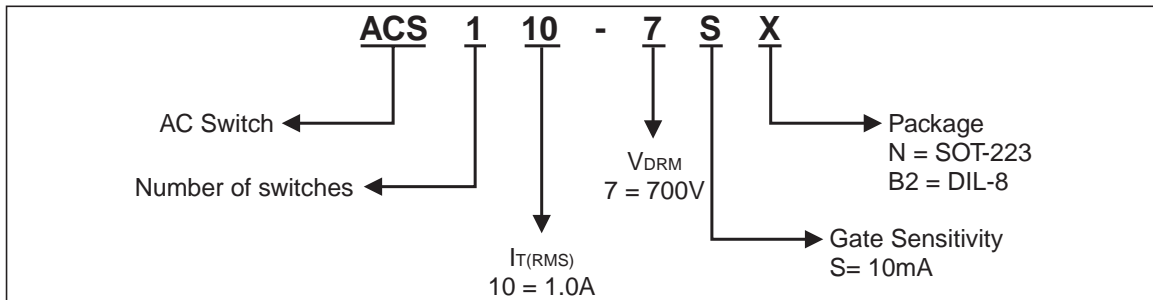 ACS 1 10 - 7 S X
AC Switch
Number of switches
IT(RMS)
10 = 1.0A
VDRM
7 = 700V
Package
N = SOT-223
B2 = DIL-8
Gate Sensitivity
S= 10mA